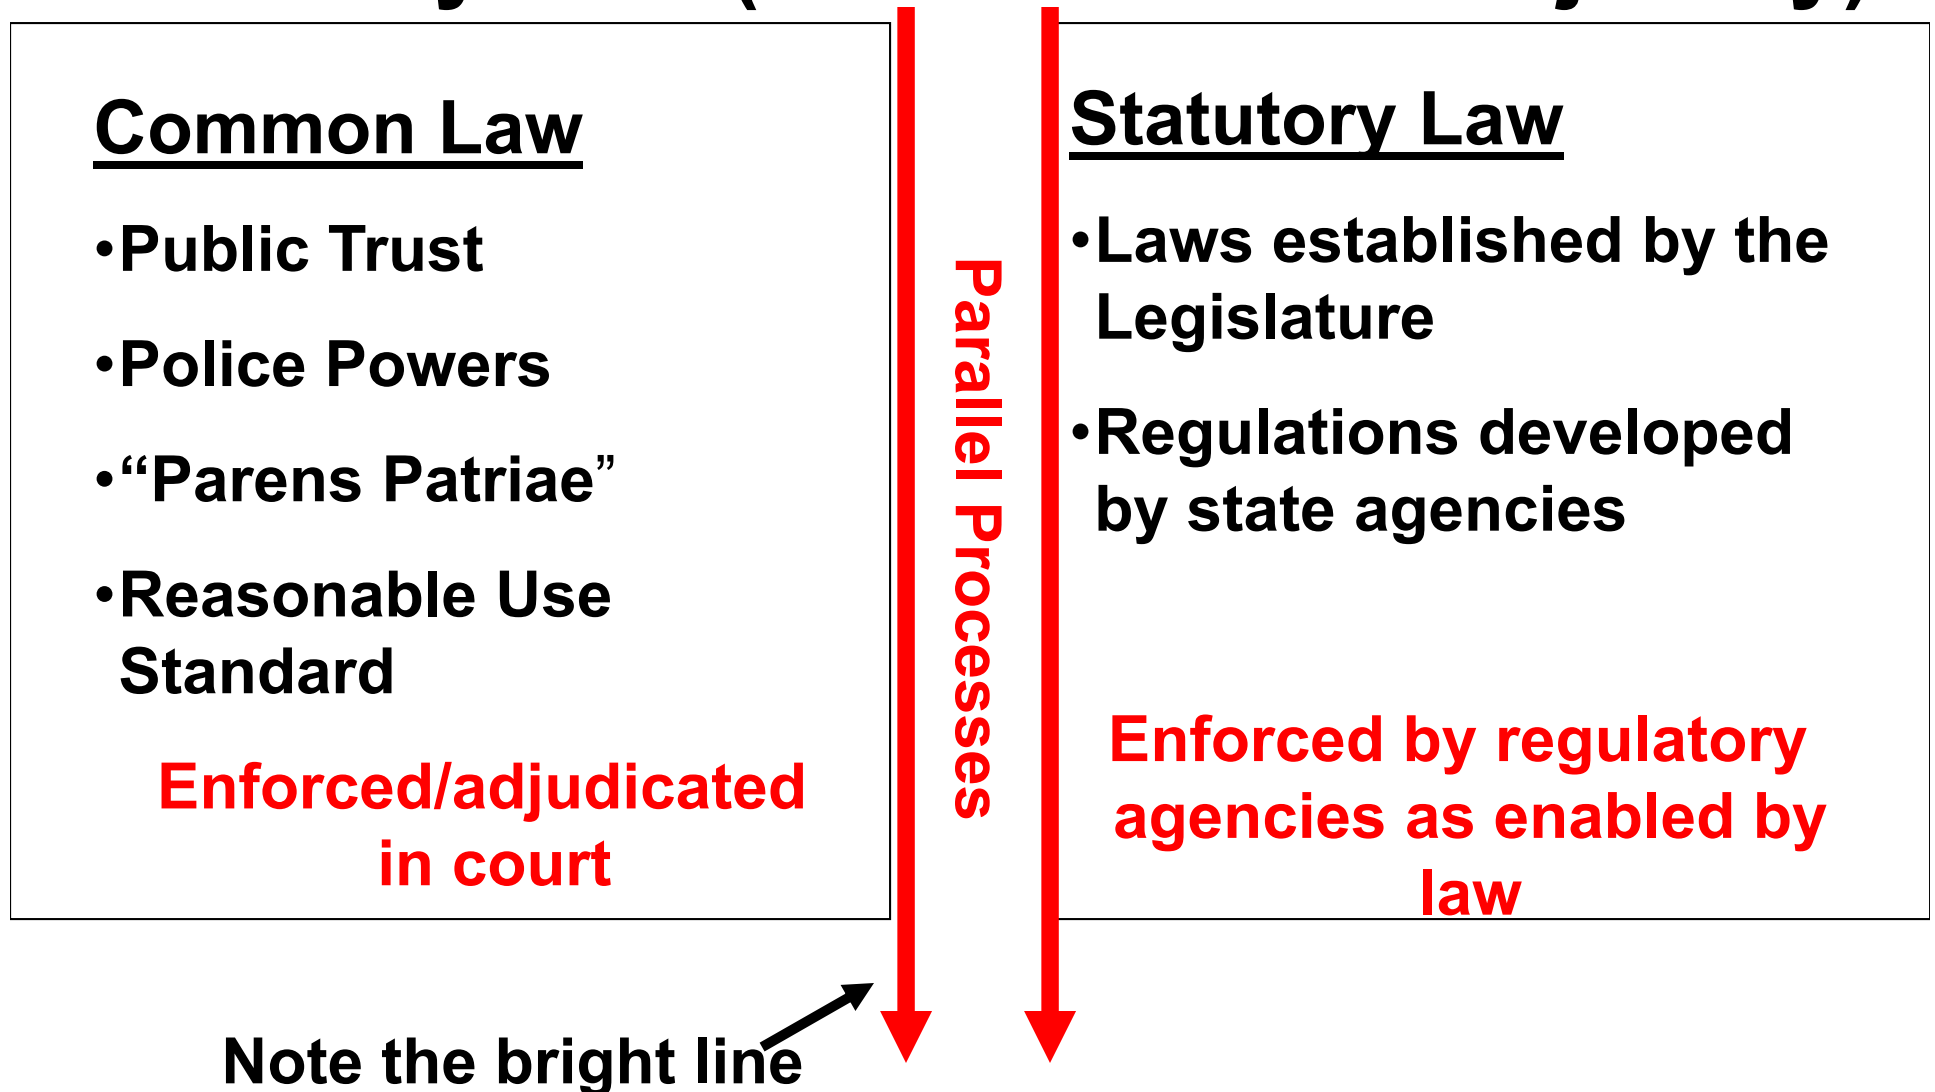 Common Law
•Public Trust
•Police Powers
•“Parens Patriae”
•Reasonable Use
Standard
Enforced/adjudicated
in court
Parallel Processes
Statutory Law
•Laws established by the
Legislature
•Regulations developed
by state agencies
Enforced by regulatory
agencies as enabled by
law
Note the bright line